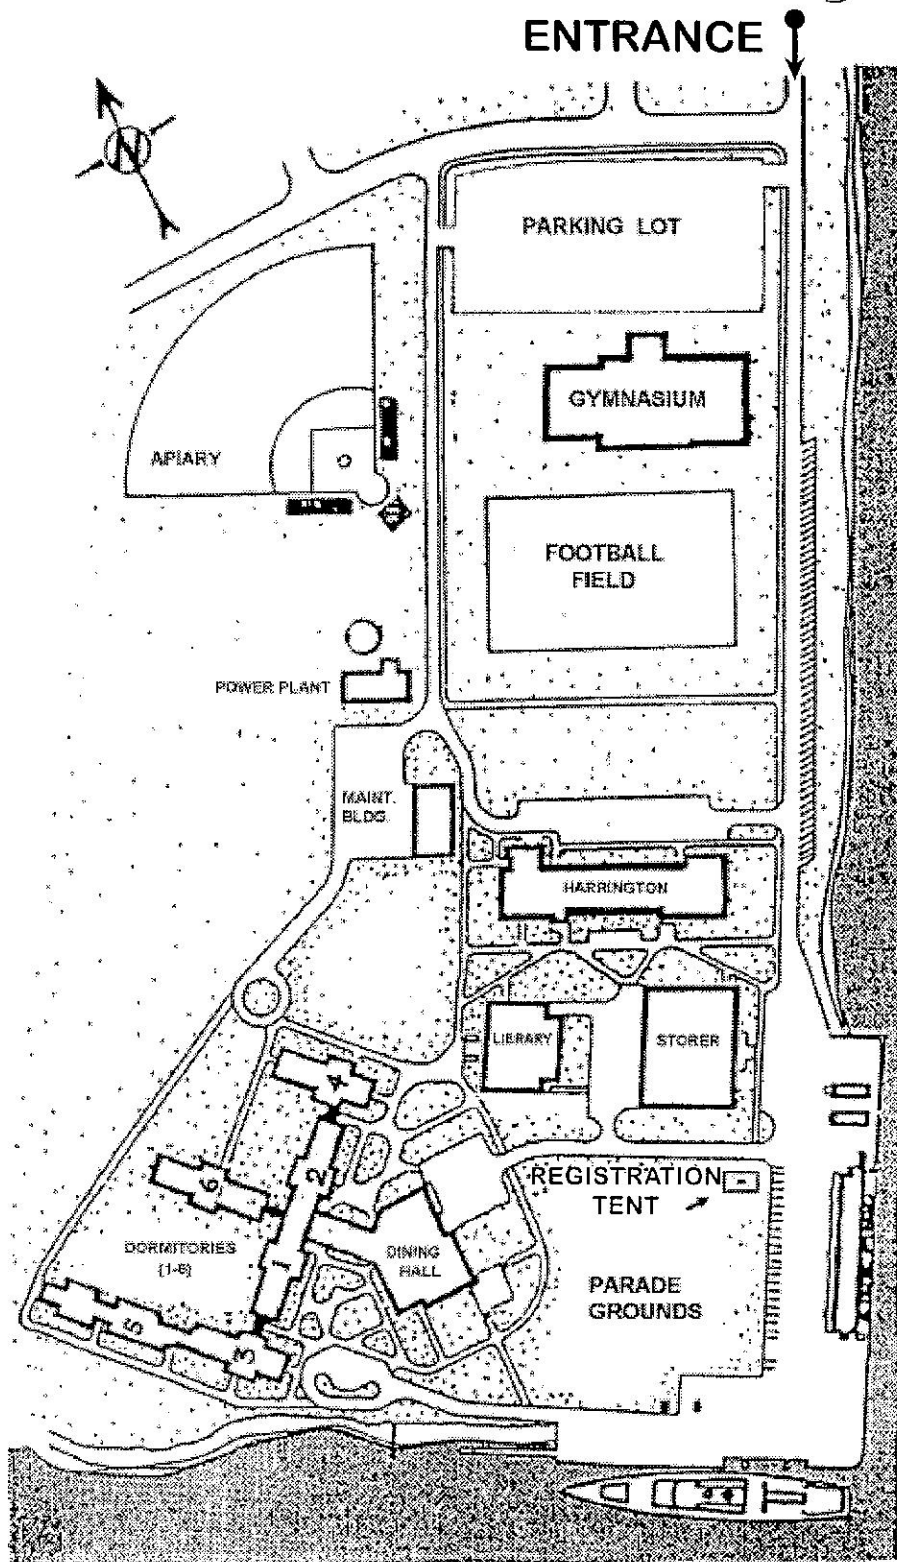 ENTRANCE
N
PARKING LOT
GYMNASIUM
APIARY
FOOTBALL
FIELD
POWER PLANT
MAINT.
BLDG.
HARRINGTON
LIBRARY
STORER
4
2
6
REGISTRATION
TENT
DORMITORIES
(1-6)
1
DINING
HALL
PARADE
GROUNDS
5
3